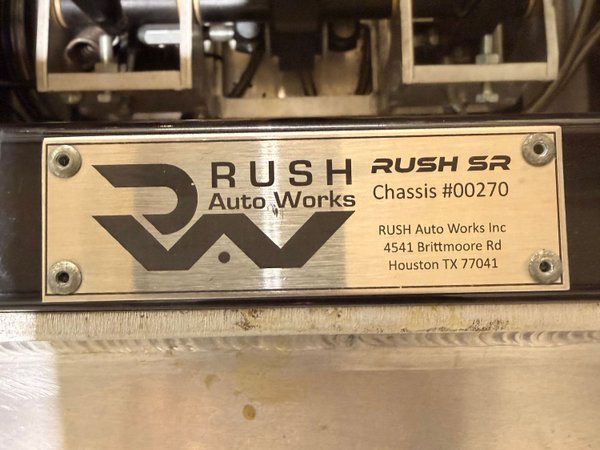 RUSH
Auto Works
RUSH SR
Chassis #00270
RUSH Auto Works Inc
4541 Brittmoore Rd
Houston TX 77041